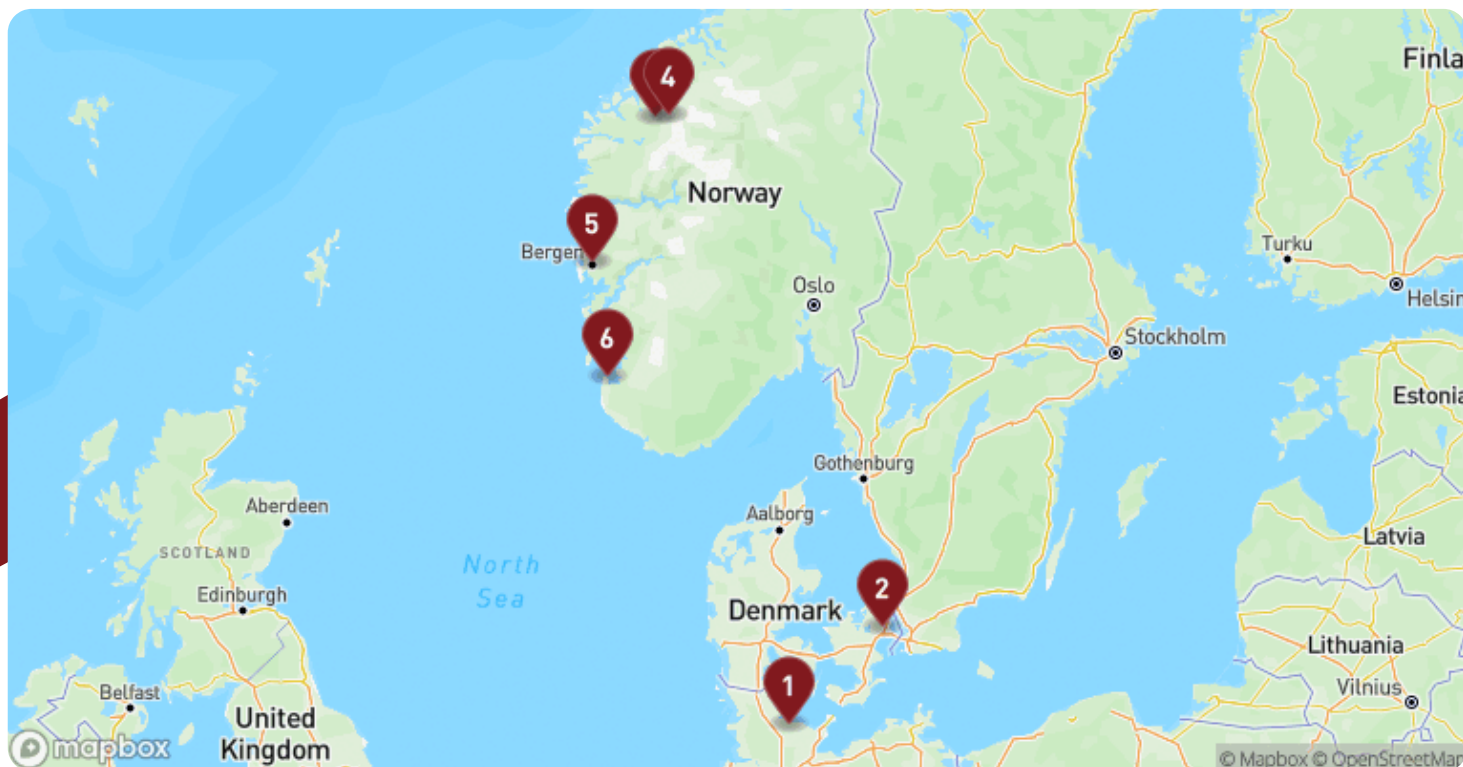 4
Finla
Norway
5
Bergen
Turku
Oslo
Helsin
6
Stockholm
Estonia
Gothenburg
Aberdeen
Aalborg
SCOTLAND
Latvia
North
Sea
Edinburgh
2
Denmark
Lithuania
1
Belfast
Vilnius
United
Kingdom
mapbox
© Mapbox © OpenStreetMap